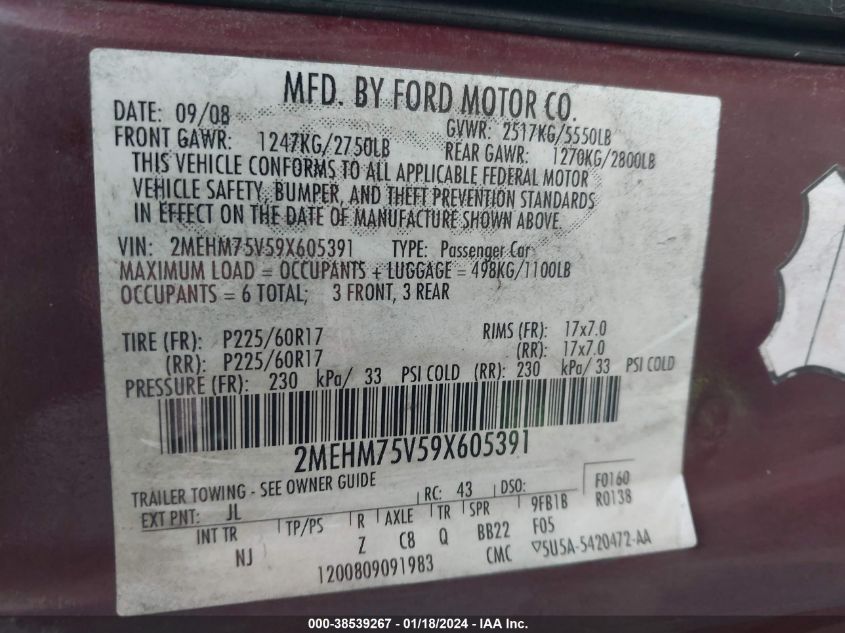 MFD. BY FORD MOTOR CO.
DATE: 09/08 GVWR: 2517KG/5550LB
FRONT GAWR: 1247KG/2750LB REAR GAWR: 1270KG/2800LB
THIS VEHICLE CONFORMS TO ALL APPLICABLE FEDERAL MOTOR
VEHICLE SAFETY, BUMPER, AND THEFT PREVENTION STANDARDS
IN EFFECT ON THE DATE OF MANUFACTURE SHOWN ABOVE.
VIN: 2MEHM75V59X605391 TYPE: Passenger Car
MAXIMUM LOAD = OCCUPANTS + LUGGAGE = 498KG/1100LB
OCCUPANTS = 6 TOTAL; 3 FRONT, 3 REAR
TIRE (FR): P225/60R17 RIMS (FR): 17x7.0
(RR): P225/60R17 (RR): 17x7.0
PRESSURE (FR): 230 kPa/ 33 PSI COLD (RR): 230 kPa/ 33 PSI COLD
2MEHM75V59X605391
TRAILER TOWING - SEE OWNER GUIDE
EXT PNT: JL RC: 43 DSO: F0160
INT TR TP/PS R AXLE TR SPR 9FB1B R0138
NJ Z C8 Q BB22 F05
1200809091983 CMC 5U5A-5420472-AA
000-38539267 - 01/18/2024 - IAA Inc.